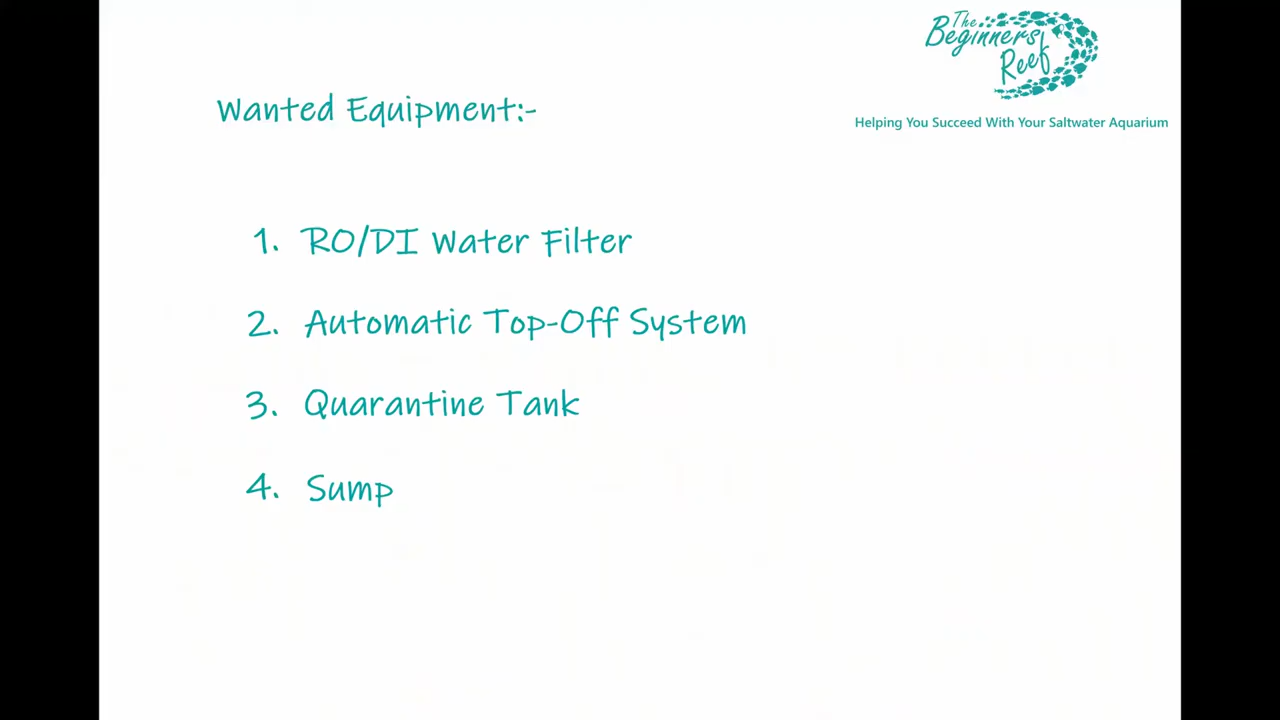 The
Beginners
Reef
Helping You Succeed With Your Saltwater Aquarium
Wanted Equipment:-
1. RO/DI Water Filter
2. Automatic Top-Off System
3. Quarantine Tank
4. Sump